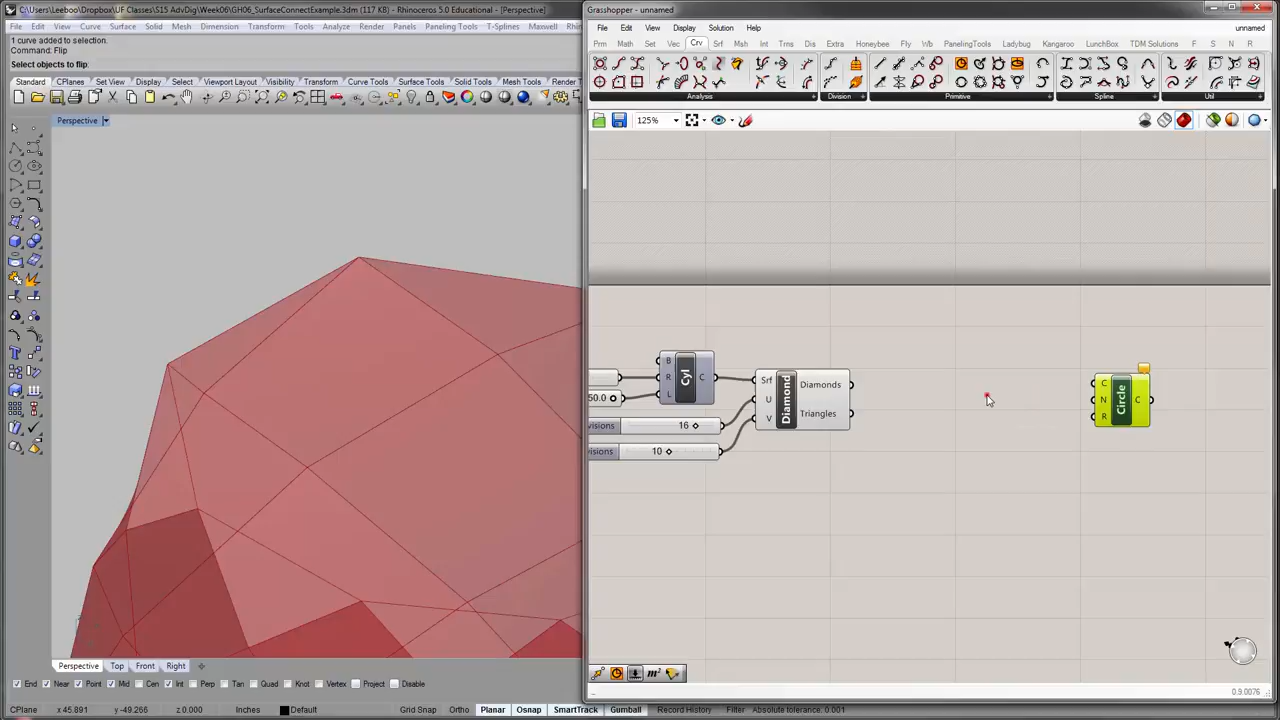 C:\Users\Leeboo\Dropbox\UF Classes\S15 AdvDig\Week06\GH06_SurfaceConnectExample.3dm (117 KB) - Rhinoceros 5.0 Educational - [Perspective]
File Edit View Curve Surface Solid Mesh Dimension Transform Tools Analyze Render Panels Paneling Tools T-Splines Maxwell
1 curve added to selection.
Command: Flip
Select objects to flip:
Standard CPlanes Set View Display Select Viewport Layout Visibility Transform Curve Tools Surface Tools Solid Tools Mesh Tools Render T
Perspective
Perspective Top Front Right
End Near Point Mid Cen Int Perp Tan Quad Knot Vertex Project Disable
CPlane x 45.891 y -49.266 z 0.000 Inches Default Grid Snap Ortho Planar Osnap SmartTrack Gumball Record History Filter Absolute tolerance: 0.001
Grasshopper - unnamed
File Edit View Display Solution Help
unnamed
Prm Math Set Vec Crv Srf Msh Int Trns Dis Extra Honeybee Fly Wb PanelingTools Ladybug Kangaroo LunchBox TDM Solutions F S N R T
Analysis Division Primitive Spline Util
125%
B
R Cyl C
L
50.0
visions 16
visions 10
Srf
U Diamond
V
Diamonds
Triangles
C
N Circle C
R
m²
0.9.0076